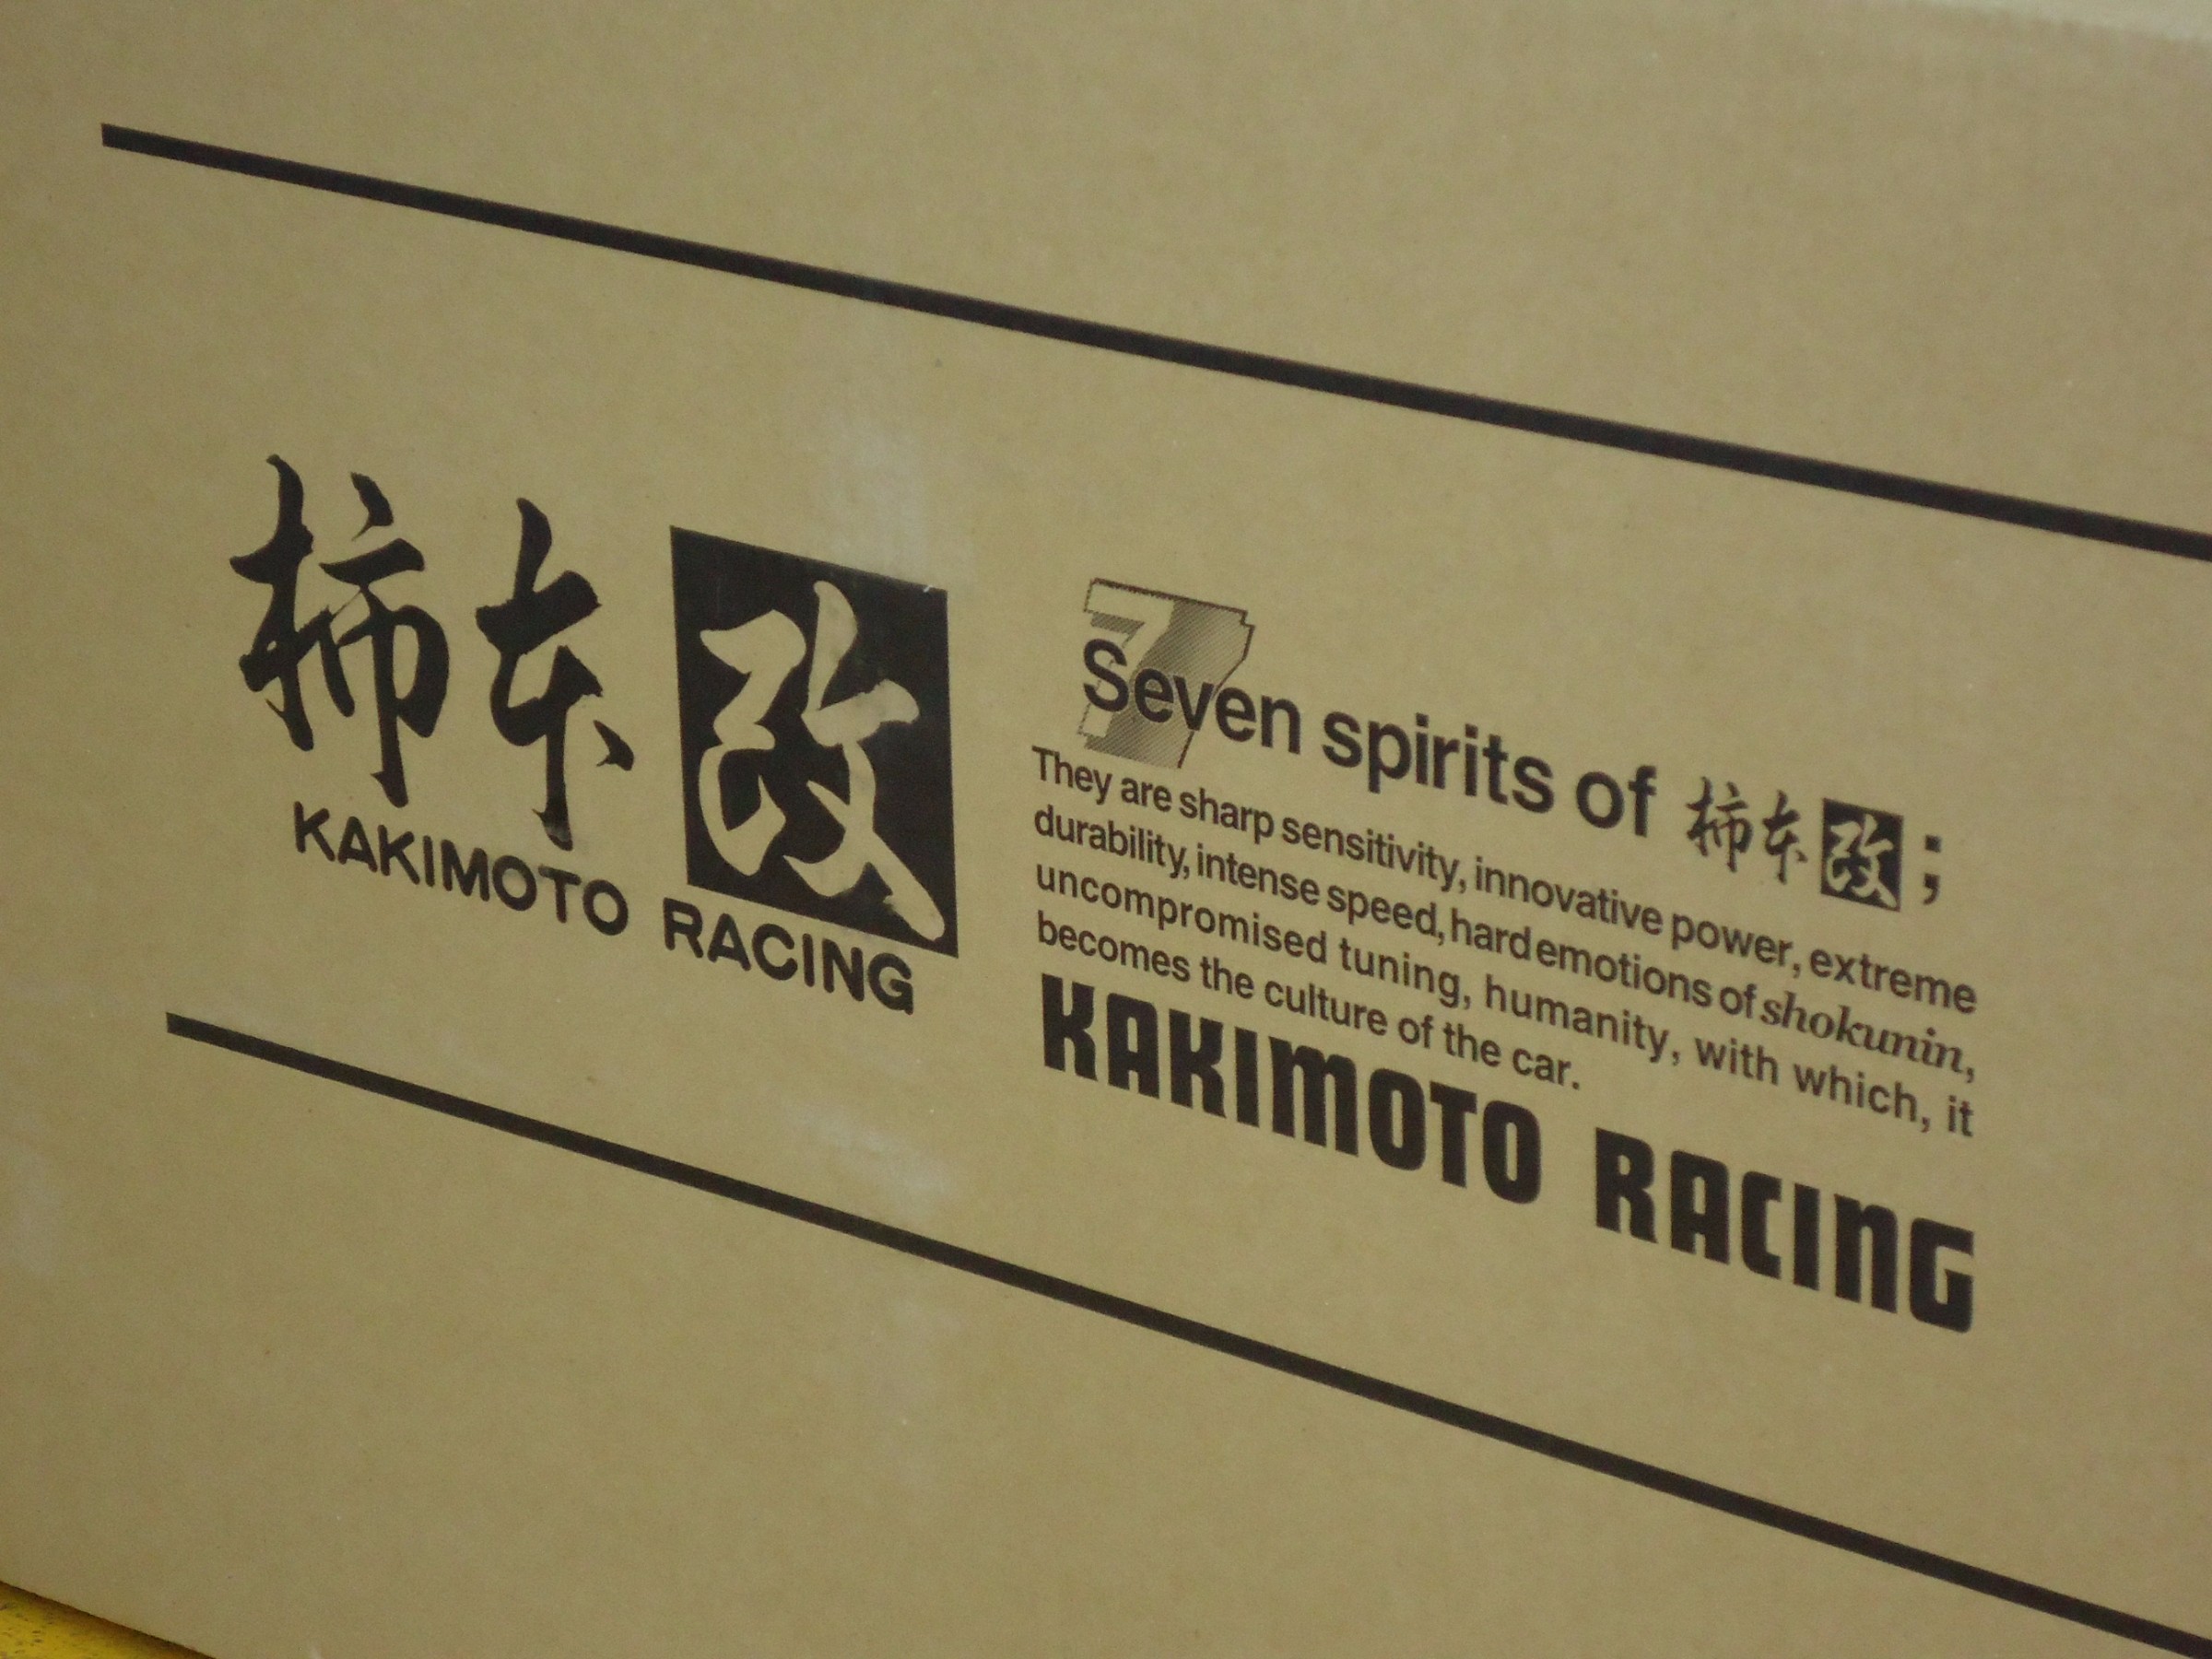 柿本改
KAKIMOTO RACING
7
Seven spirits of 柿本改;
They are sharp sensitivity, innovative power, extreme
durability, intense speed, hard emotions of shokunin,
uncompromised tuning, humanity, with which, it
becomes the culture of the car.
KAKIMOTO RACING